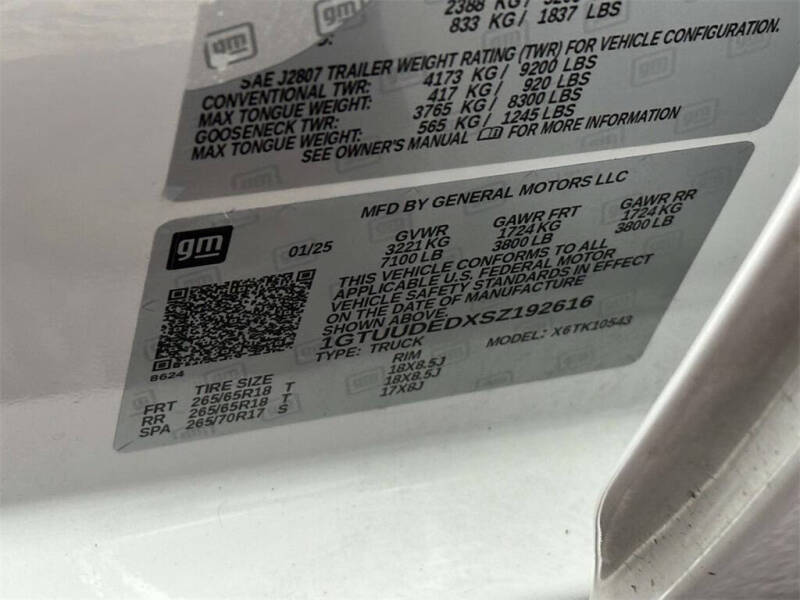 gm
gm
2388 KG/
833 KG/ 1837 LBS
SAE J2807 TRAILER WEIGHT RATING (TWR) FOR VEHICLE CONFIGURATION.
CONVENTIONAL TWR: 4173 KG/ 9200 LBS
MAX TONGUE WEIGHT: 417 KG/ 920 LBS
GOOSENECK TWR: 3765 KG/ 8300 LBS
MAX TONGUE WEIGHT: 565 KG/ 1245 LBS
SEE OWNER'S MANUAL FOR MORE INFORMATION
MFD BY GENERAL MOTORS LLC
gm
01/25 GVWR GAWR FRT GAWR RR
3221 KG 1724 KG 1724 KG
7100 LB 3800 LB 3800 LB
THIS VEHICLE CONFORMS TO ALL
APPLICABLE U.S. FEDERAL MOTOR
VEHICLE SAFETY STANDARDS IN EFFECT
ON THE DATE OF MANUFACTURE
SHOWN ABOVE.
1GTUUDEDXSZ192616
TYPE: TRUCK MODEL: X6TK10543
8624
TIRE SIZE RIM
FRT 265/65R18 T 18X8.5J
RR 265/65R18 T 18X8.5J
SPA 265/70R17 S 17X8J